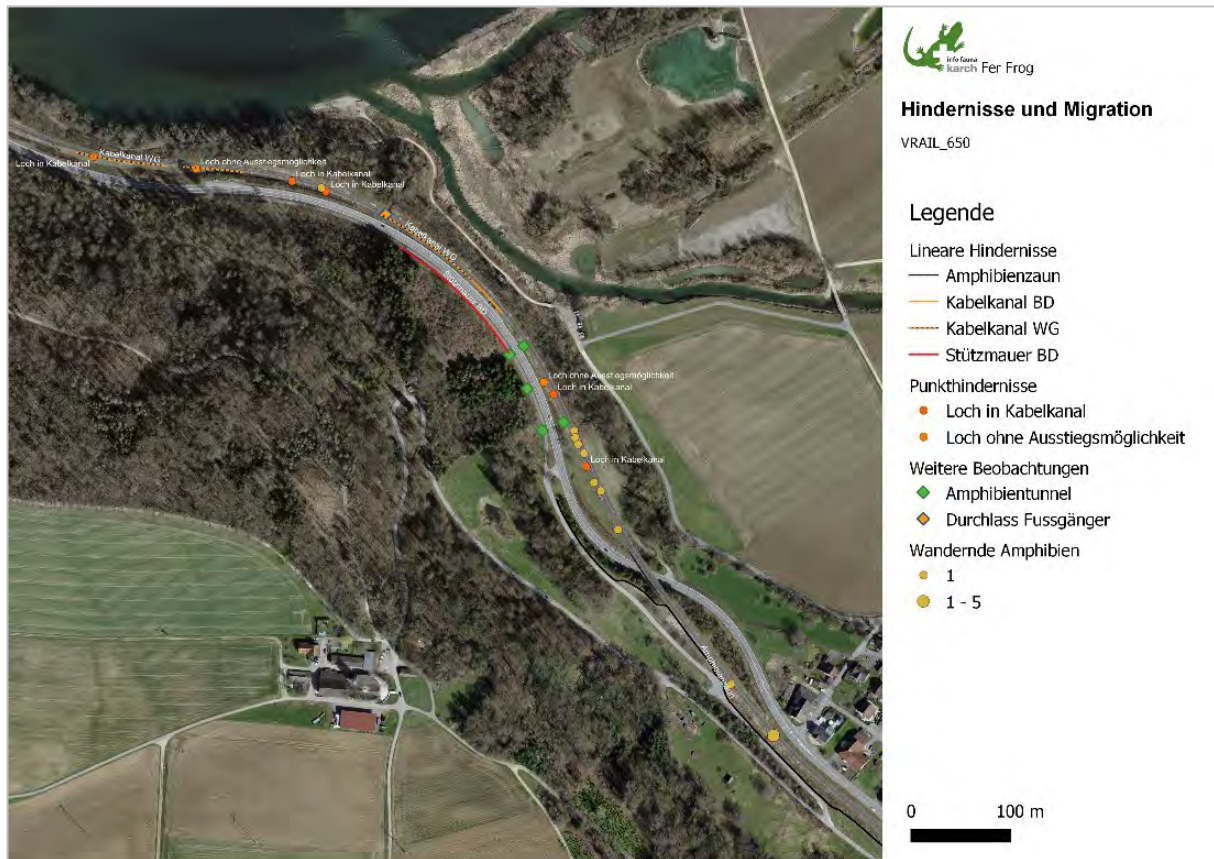 info fauna
karch Fer Frog
Hindernisse und Migration
VRAIL_650
Legende
Lineare Hindernisse
Amphibienzaun
Kabelkanal BD
Kabelkanal WG
Stützmauer BD
Punkthindernisse
Loch in Kabelkanal
Loch ohne Ausstiegsmöglichkeit
Weitere Beobachtungen
Amphibientunnel
Durchlass Fussgänger
Wandernde Amphibien
1
1 - 5
0 100 m
Kabelkanal WG
Loch in Kabelkanal
Loch ohne Ausstiegsmöglichkeit
Loch in Kabelkanal
Loch in Kabelkanal
Kabelkanal WG
Stützmauer BD
Loch ohne Ausstiegsmöglichkeit
Loch in Kabelkanal
Loch in Kabelkanal